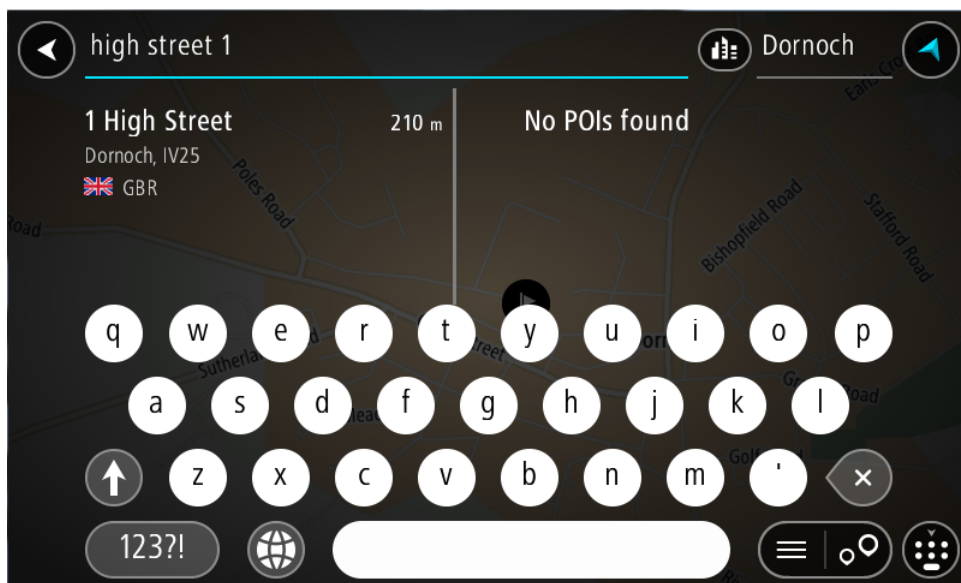 high street 1
Dornoch
1 High Street
210 m
No POIs found
Dornoch, IV25
GBR
Poles Road
Bishopfield Road
Stafford Road
Road
q w e r t y u i o p
a s d f g h j k l
z x c v b n m '
123?!